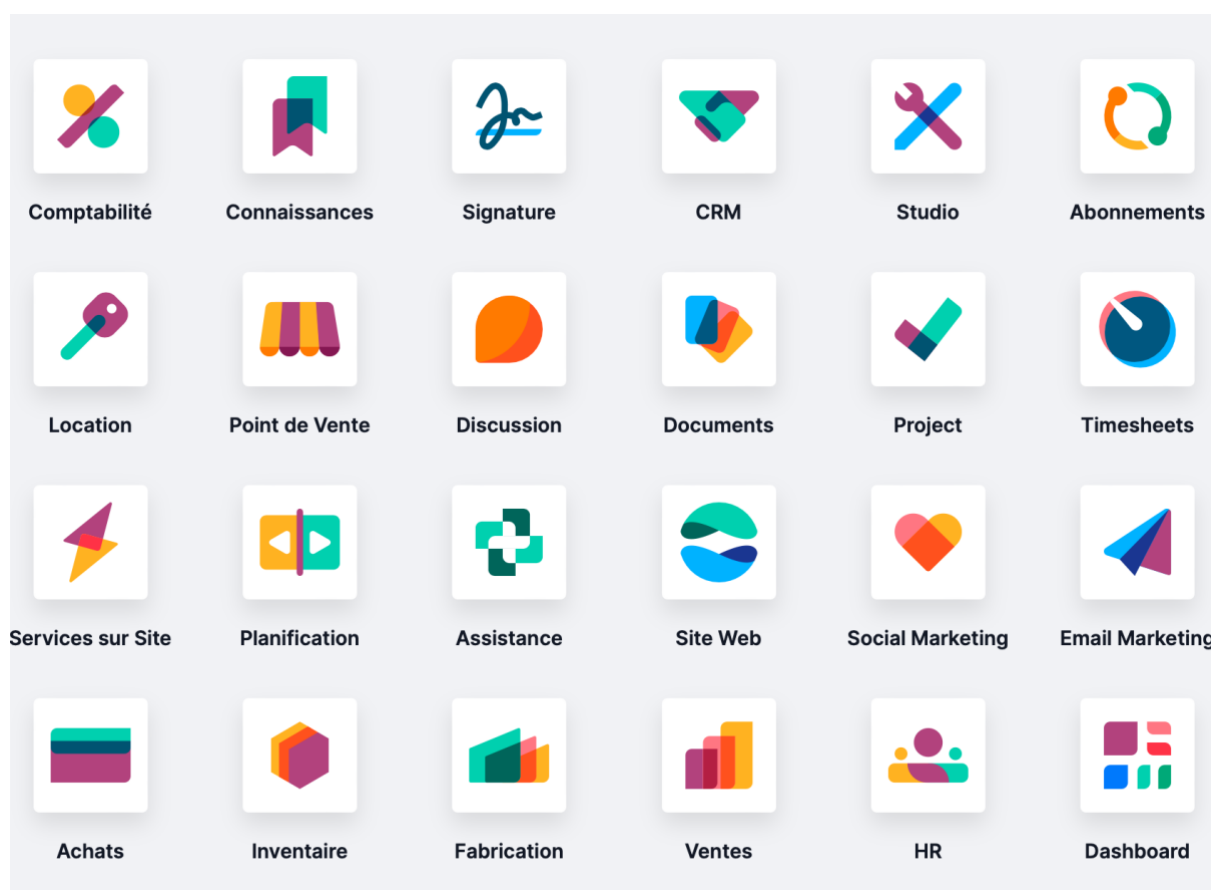 Comptabilité
Connaissances
Signature
CRM
Studio
Abonnements
Location
Point de Vente
Discussion
Documents
Project
Timesheets
Services sur Site
Planification
Assistance
Site Web
Social Marketing
Email Marketing
Achats
Inventaire
Fabrication
Ventes
HR
Dashboard